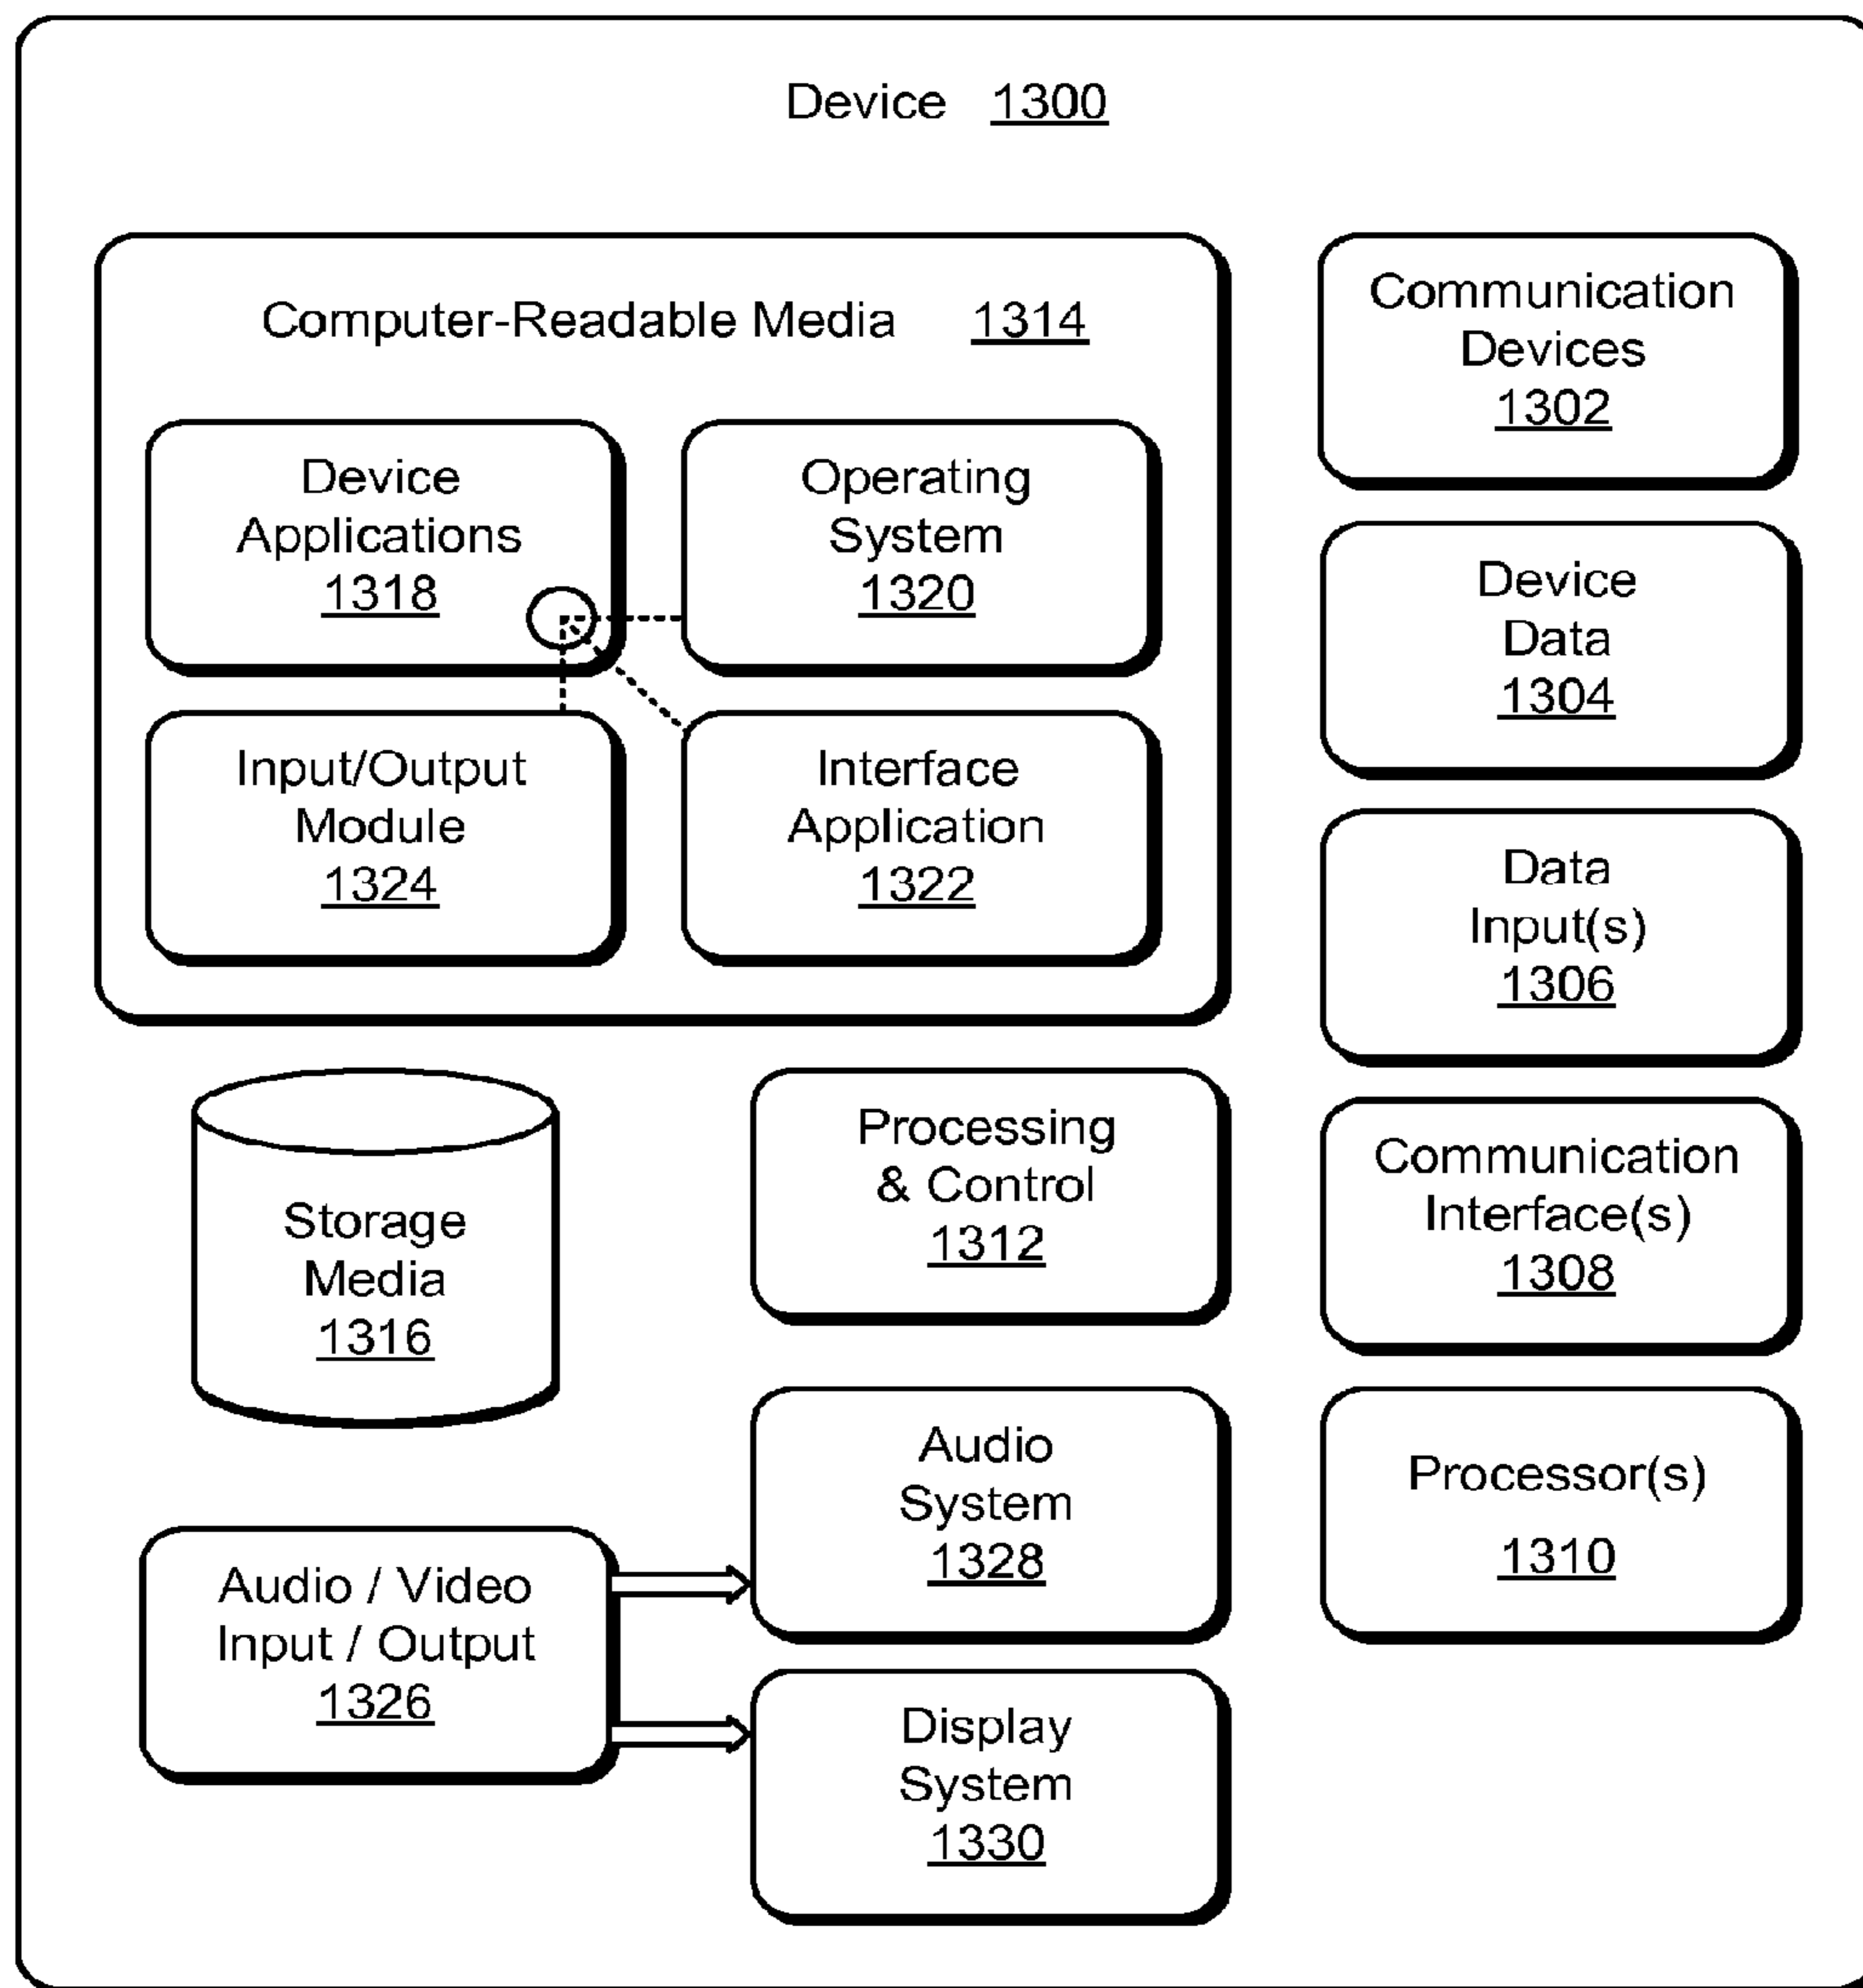 Device 1300
Computer-Readable Media 1314
Device
Applications
1318
Operating
System
1320
Input/Output
Module
1324
Interface
Application
1322
Storage
Media
1316
Processing
& Control
1312
Audio / Video
Input / Output
1326
Audio
System
1328
Display
System
1330
Communication
Devices
1302
Device
Data
1304
Data
Input(s)
1306
Communication
Interface(s)
1308
Processor(s)
1310